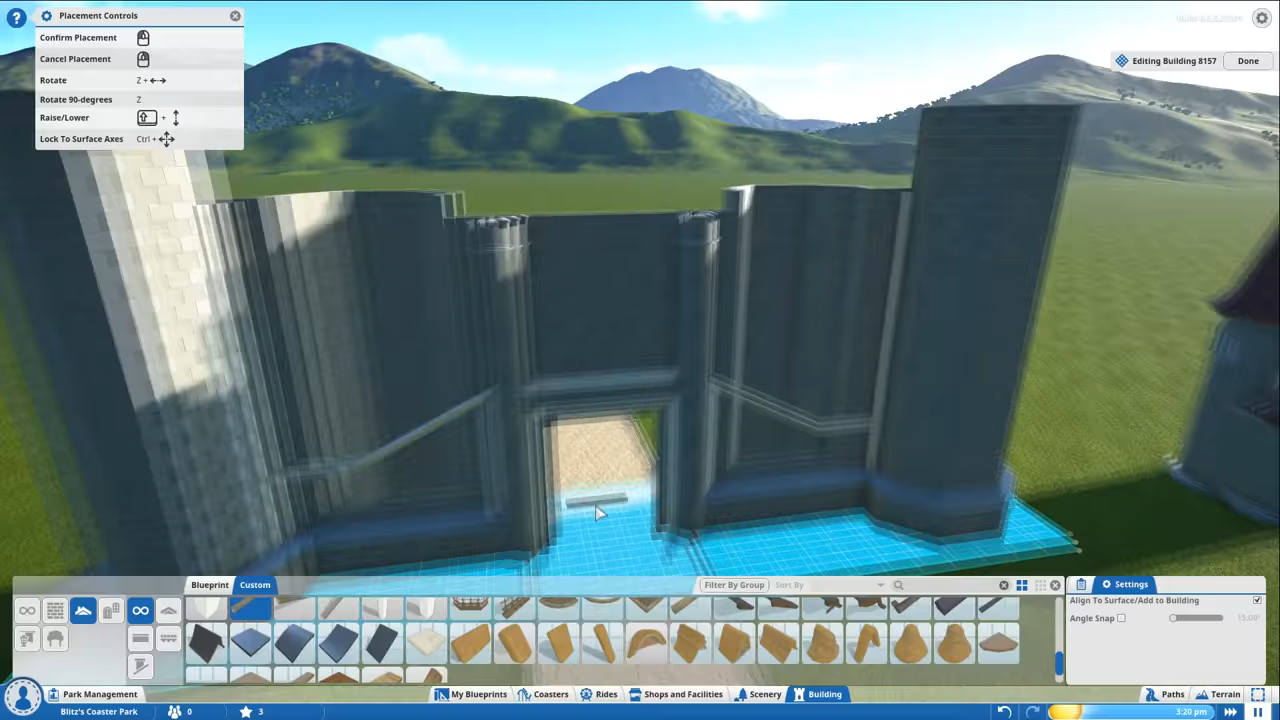 Placement Controls
Confirm Placement
Cancel Placement
Rotate Z +
Rotate 90-degrees Z
Raise/Lower +
Lock To Surface Axes Ctrl +
Editing Building 8157 Done
Blueprint Custom Filter By Group Sort By
Settings
Align To Surface/Add to Building
Angle Snap 15.00°
Park Management My Blueprints Coasters Rides Shops and Facilities Scenery Building Paths Terrain
Blitz's Coaster Park 0 3 3:20 pm